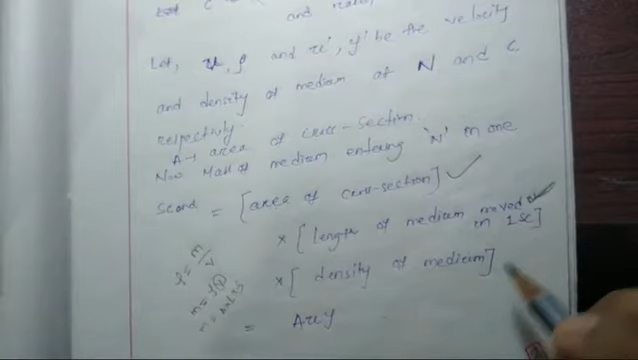 and
Let, u, ρ and u', ρ' be the velocity
and density of medium at N and C
respectively.
A → area of cross-section.
Now Mass of medium entering 'N' in one
Scond = [area of cross-section]
× [length of medium moved
in 1 sc]
× [density of medium]
ρ = m/v
= Auρ